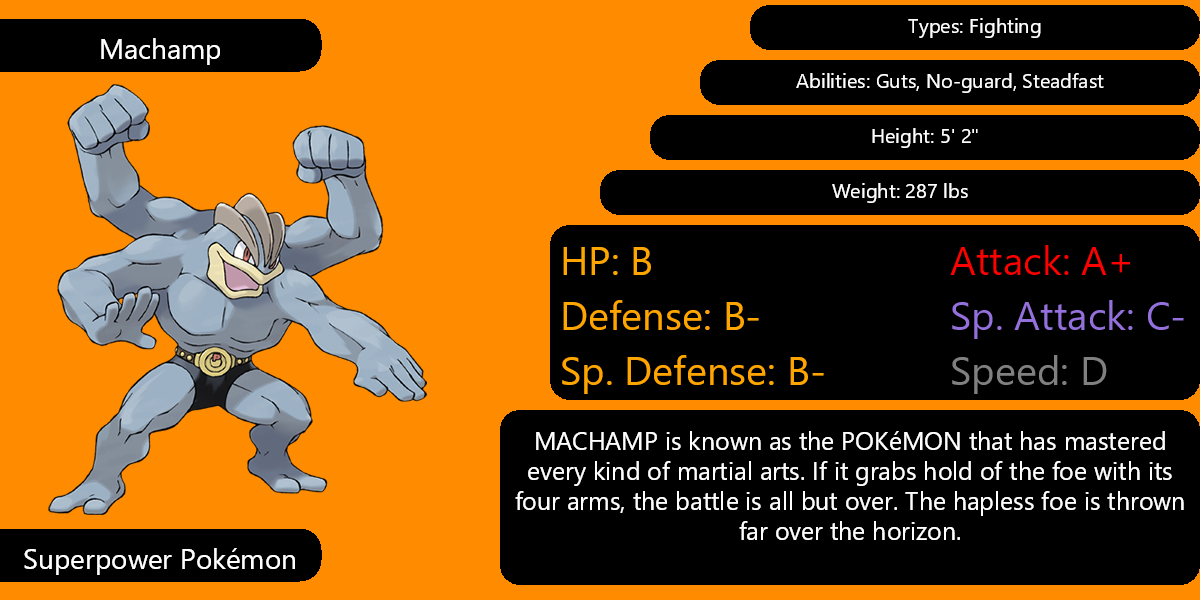 Machamp
Types: Fighting
Abilities: Guts, No-guard, Steadfast
Height: 5' 2"
Weight: 287 lbs
HP: B
Attack: A+
Defense: B-
Sp. Attack: C-
Sp. Defense: B-
Speed: D
MACHAMP is known as the POKéMON that has mastered
every kind of martial arts. If it grabs hold of the foe with its
four arms, the battle is all but over. The hapless foe is thrown
far over the horizon.
Superpower Pokémon